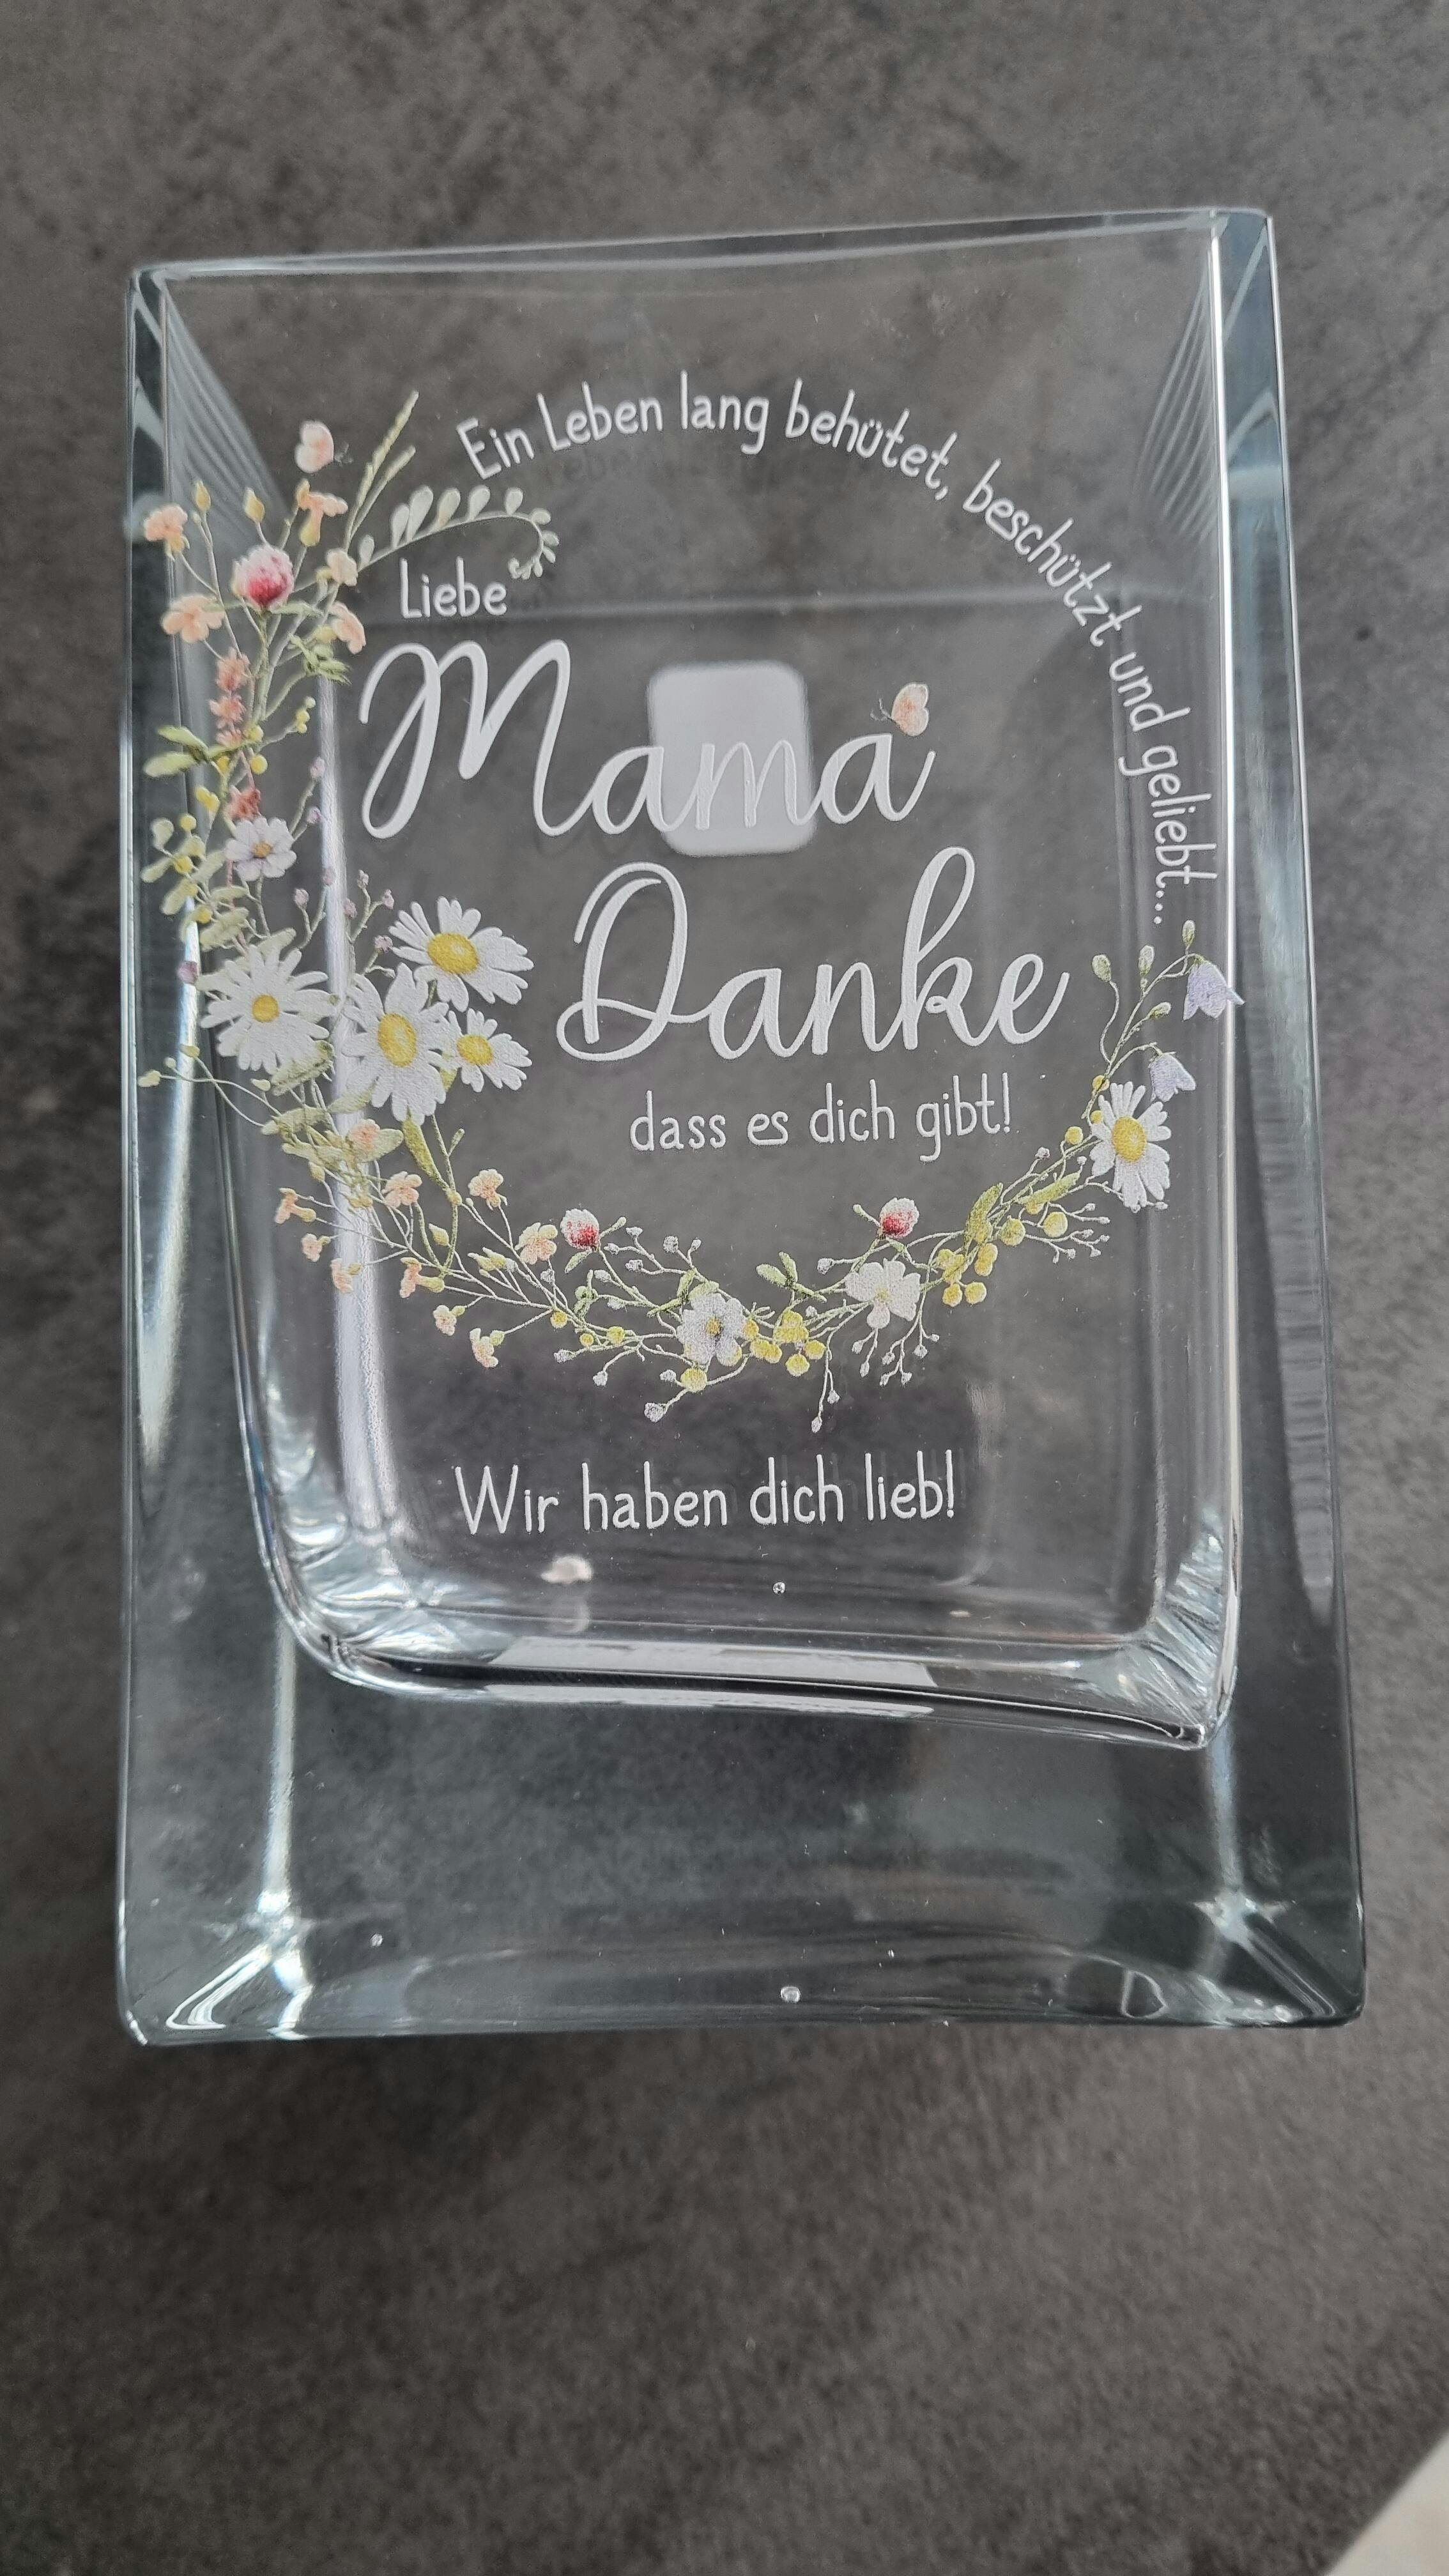 Ein Leben lang behütet, beschützt und geliebt...
Liebe
Mama
Danke
dass es dich gibt!
Wir haben dich lieb!